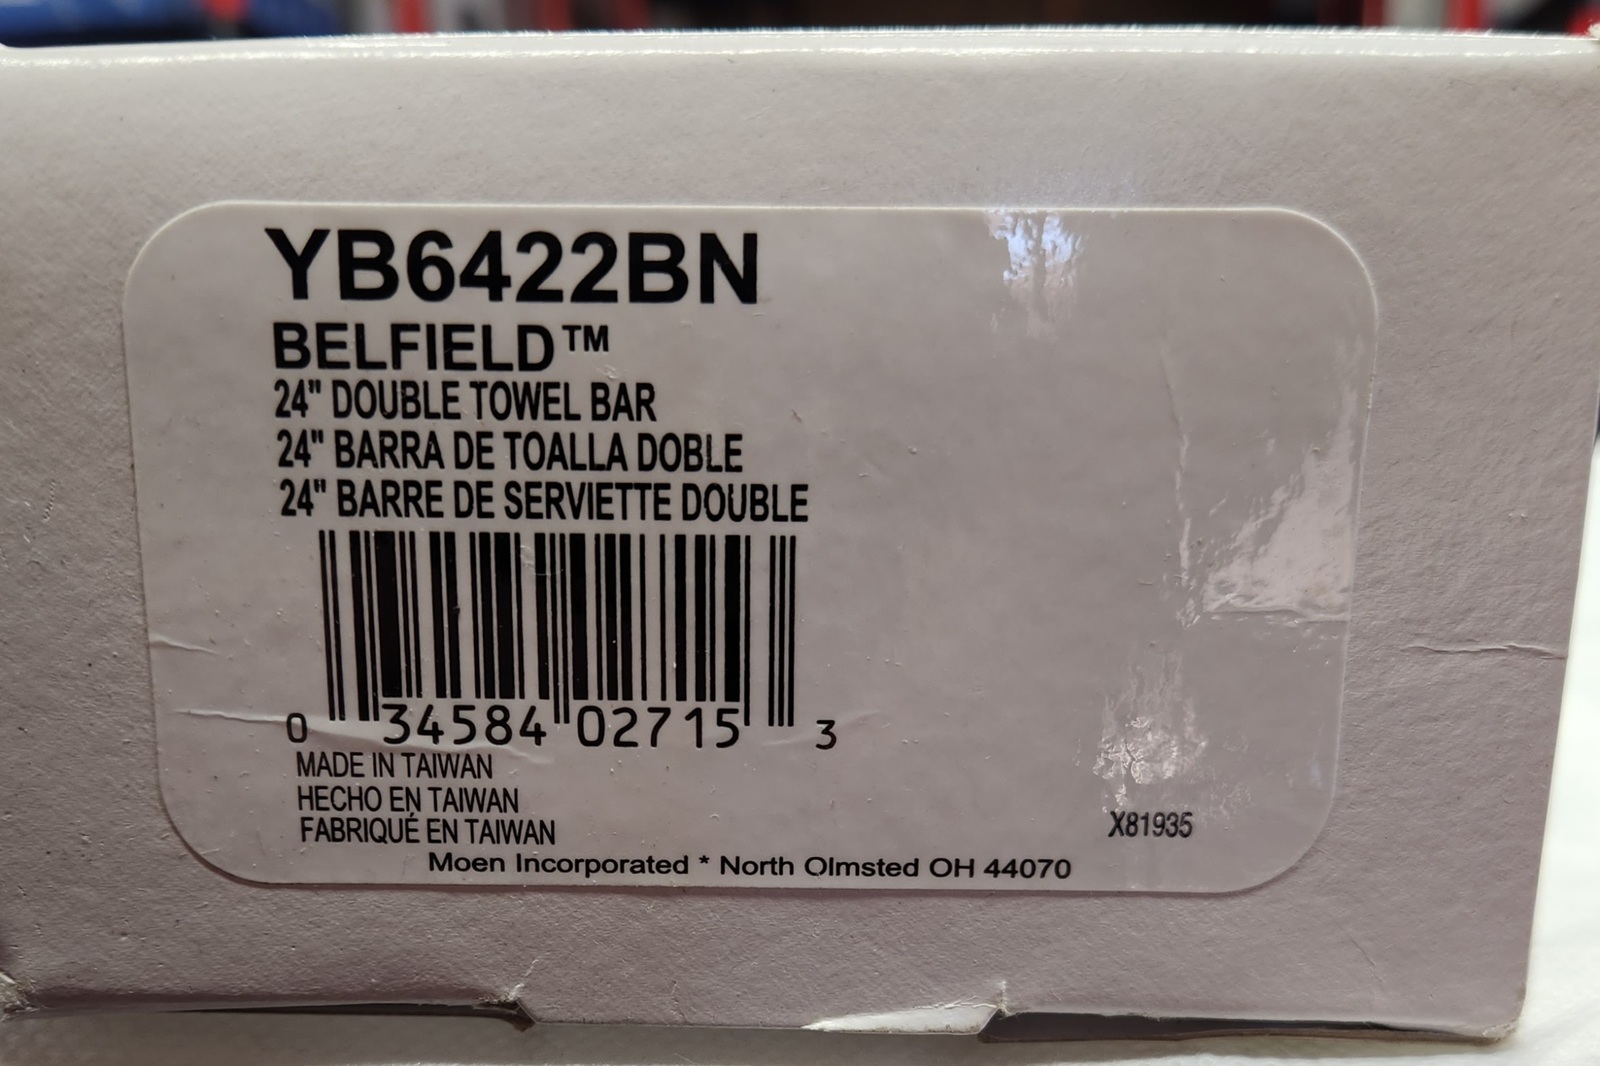 YB6422BN
BELFIELD™
24" DOUBLE TOWEL BAR
24" BARRA DE TOALLA DOBLE
24" BARRE DE SERVIETTE DOUBLE
0 34584 02715 3
MADE IN TAIWAN
HECHO EN TAIWAN
FABRIQUÉ EN TAIWAN
X81935
Moen Incorporated * North Olmsted OH 44070